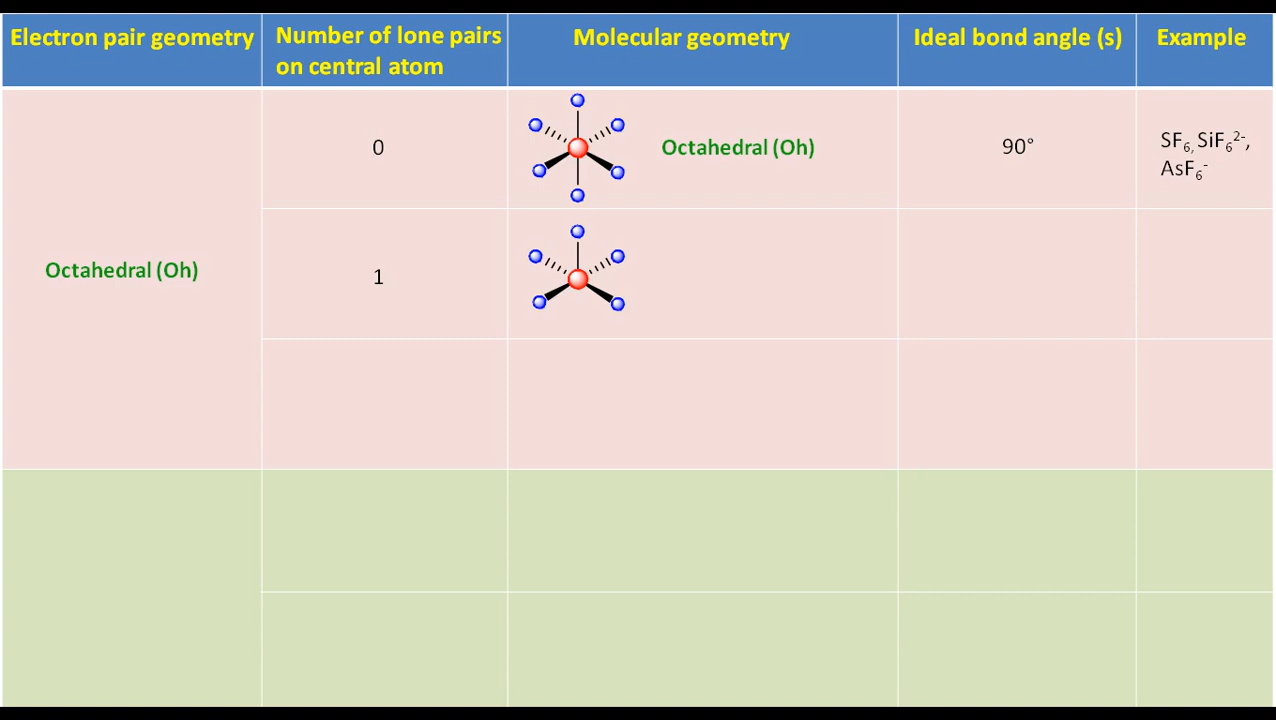 Electron pair geometry
Number of lone pairs
on central atom
Molecular geometry
Ideal bond angle (s)
Example
Octahedral (Oh)
0
Octahedral (Oh)
90°
SF₆, SiF₆²⁻,
AsF₆⁻
1